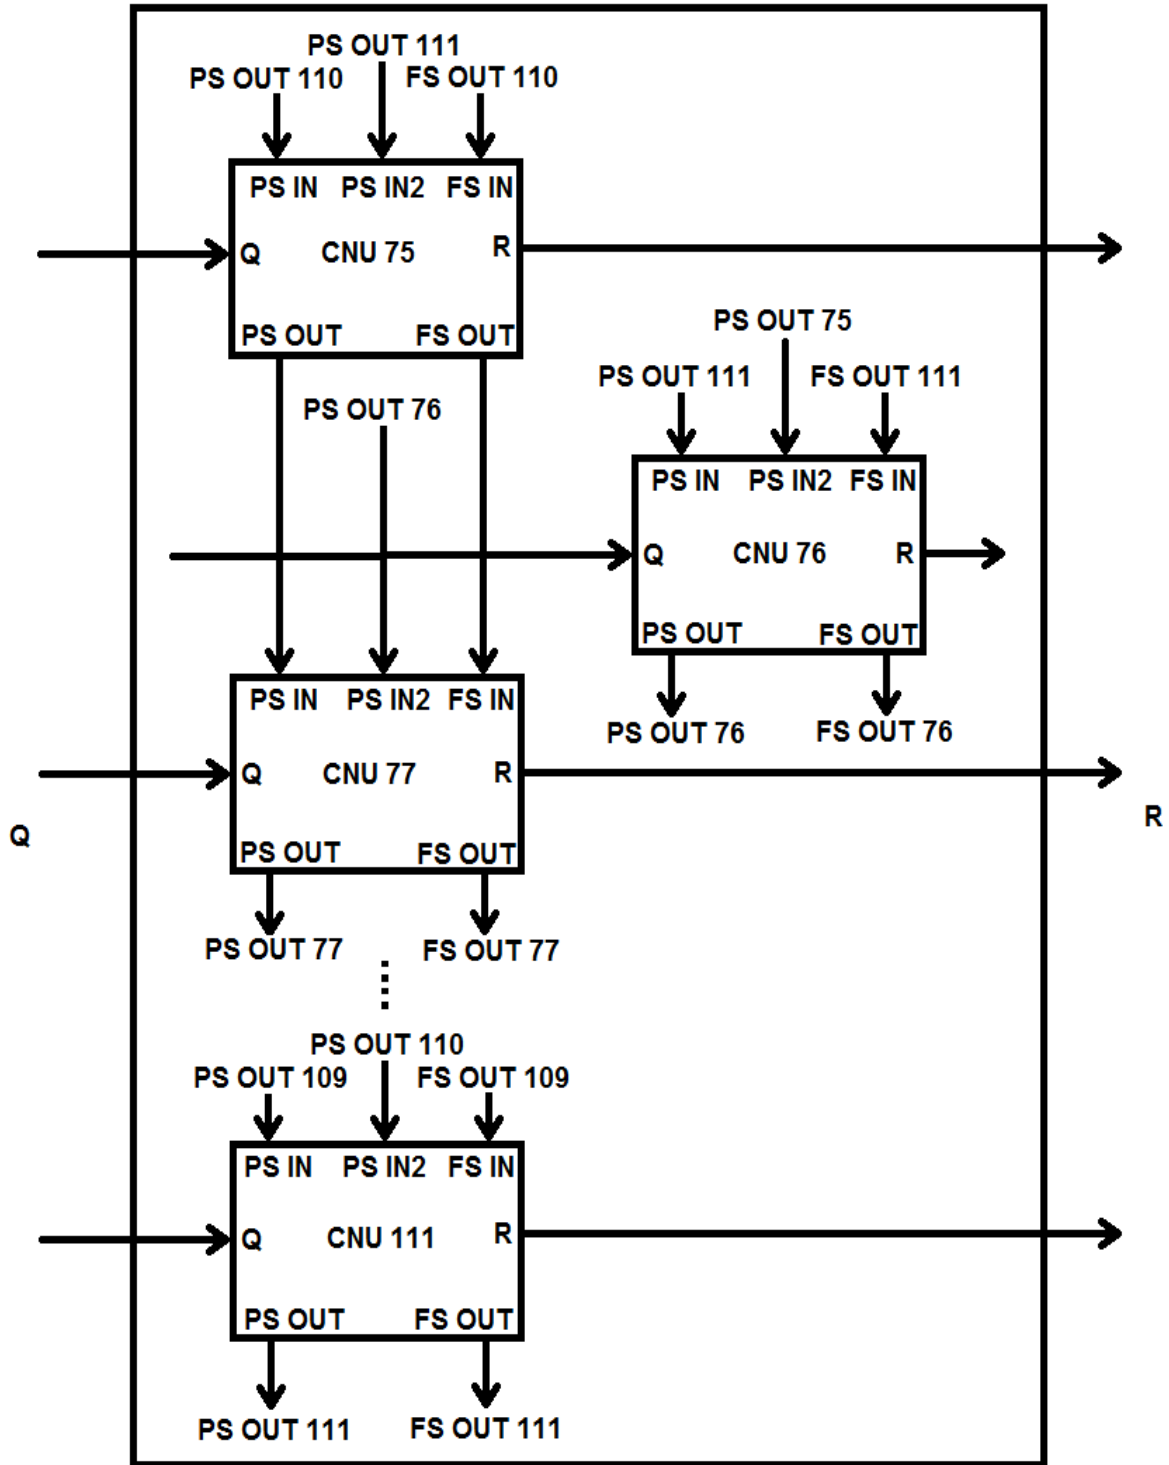 PS OUT 111
PS OUT 110 FS OUT 110
PS IN PS IN2 FS IN
Q CNU 75 R
PS OUT FS OUT
PS OUT 75
PS OUT 111 FS OUT 111
PS OUT 76
PS IN PS IN2 FS IN
Q CNU 76 R
PS OUT FS OUT
PS OUT 76 FS OUT 76
PS IN PS IN2 FS IN
Q CNU 77 R
PS OUT FS OUT
Q
R
PS OUT 77 FS OUT 77
PS OUT 110
PS OUT 109 FS OUT 109
PS IN PS IN2 FS IN
Q CNU 111 R
PS OUT FS OUT
PS OUT 111 FS OUT 111